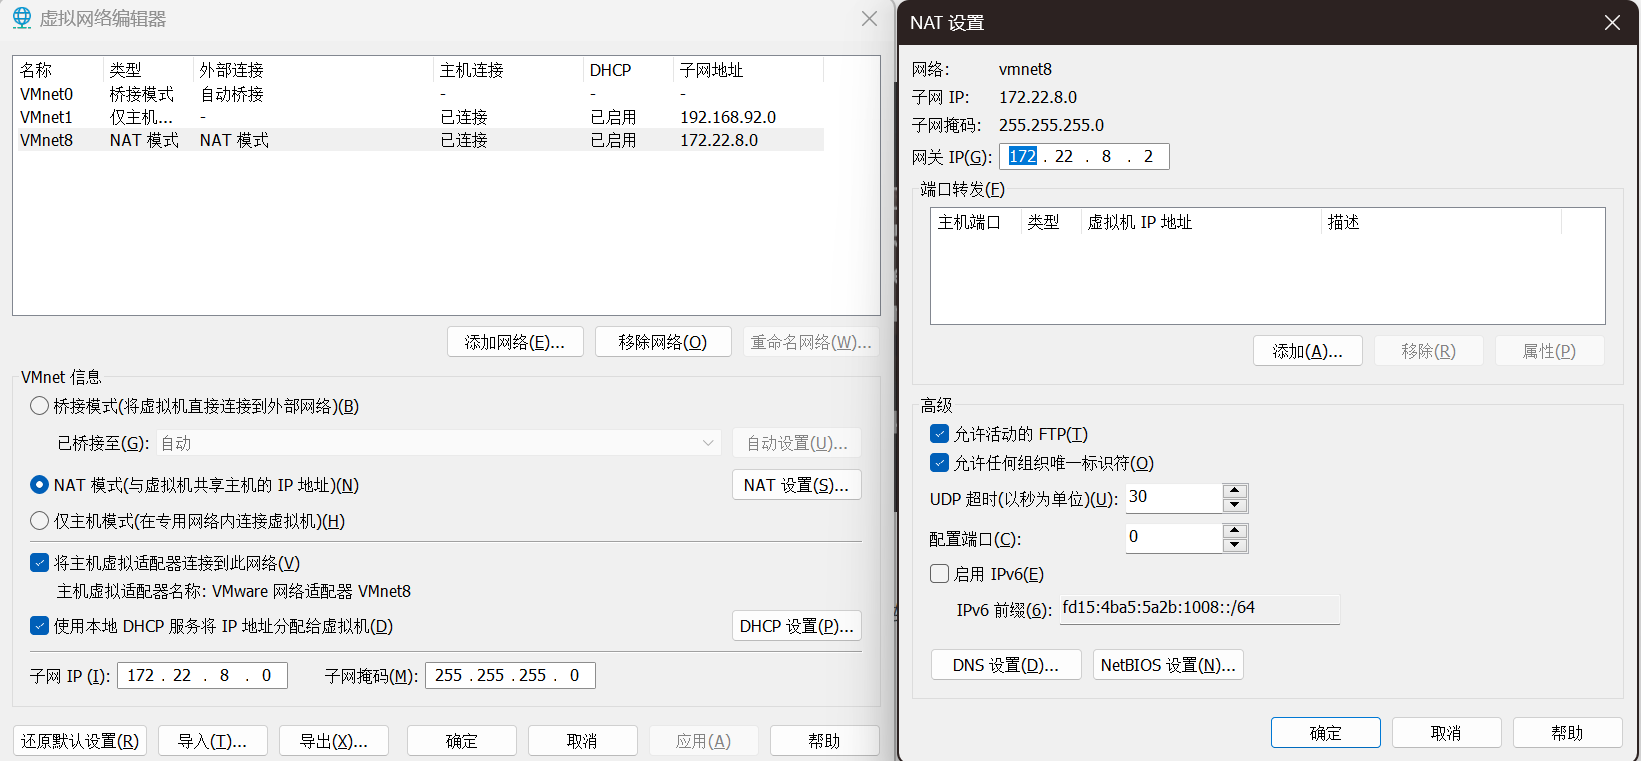 虚拟网络编辑器
名称 类型 外部连接 主机连接 DHCP 子网地址
VMnet0 桥接模式 自动桥接 - - -
VMnet1 仅主机... - 已连接 已启用 192.168.92.0
VMnet8 NAT 模式 NAT 模式 已连接 已启用 172.22.8.0
添加网络(E)... 移除网络(O) 重命名网络(W)...
VMnet 信息
桥接模式(将虚拟机直接连接到外部网络)(B)
已桥接至(G): 自动 自动设置(U)...
NAT 模式(与虚拟机共享主机的 IP 地址)(N) NAT 设置(S)...
仅主机模式(在专用网络内连接虚拟机)(H)
将主机虚拟适配器连接到此网络(V)
主机虚拟适配器名称: VMware 网络适配器 VMnet8
使用本地 DHCP 服务将 IP 地址分配给虚拟机(D) DHCP 设置(P)...
子网 IP (I): 172 . 22 . 8 . 0 子网掩码(M): 255 . 255 . 255 . 0
还原默认设置(R) 导入(T)... 导出(X)... 确定 取消 应用(A) 帮助
NAT 设置
网络: vmnet8
子网 IP: 172.22.8.0
子网掩码: 255.255.255.0
网关 IP(G): 172 . 22 . 8 . 2
端口转发(F)
主机端口 类型 虚拟机 IP 地址 描述
添加(A)... 移除(R) 属性(P)
高级
允许活动的 FTP(T)
允许任何组织唯一标识符(O)
UDP 超时(以秒为单位)(U): 30
配置端口(C): 0
启用 IPv6(E)
IPv6 前缀(6): fd15:4ba5:5a2b:1008::/64
DNS 设置(D)... NetBIOS 设置(N)...
确定 取消 帮助